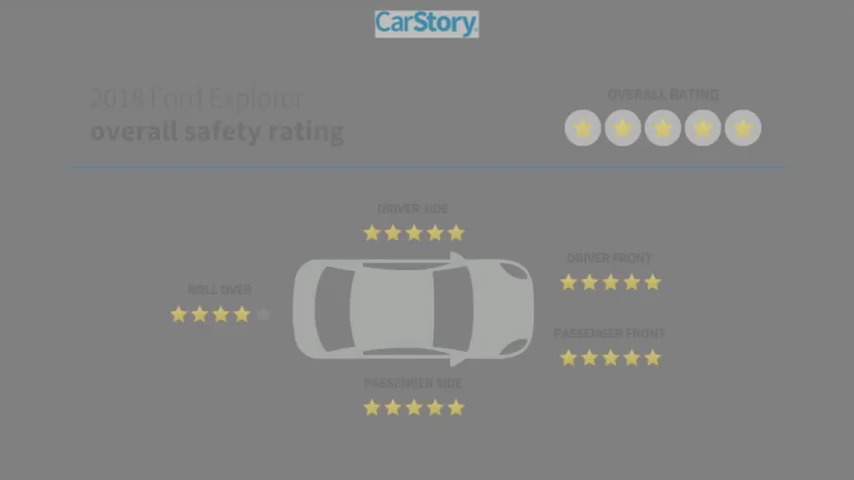 CarStory
2018 Ford Explorer
overall safety rating
OVERALL RATING
DRIVER SIDE
DRIVER FRONT
ROLL OVER
PASSENGER FRONT
PASSENGER SIDE